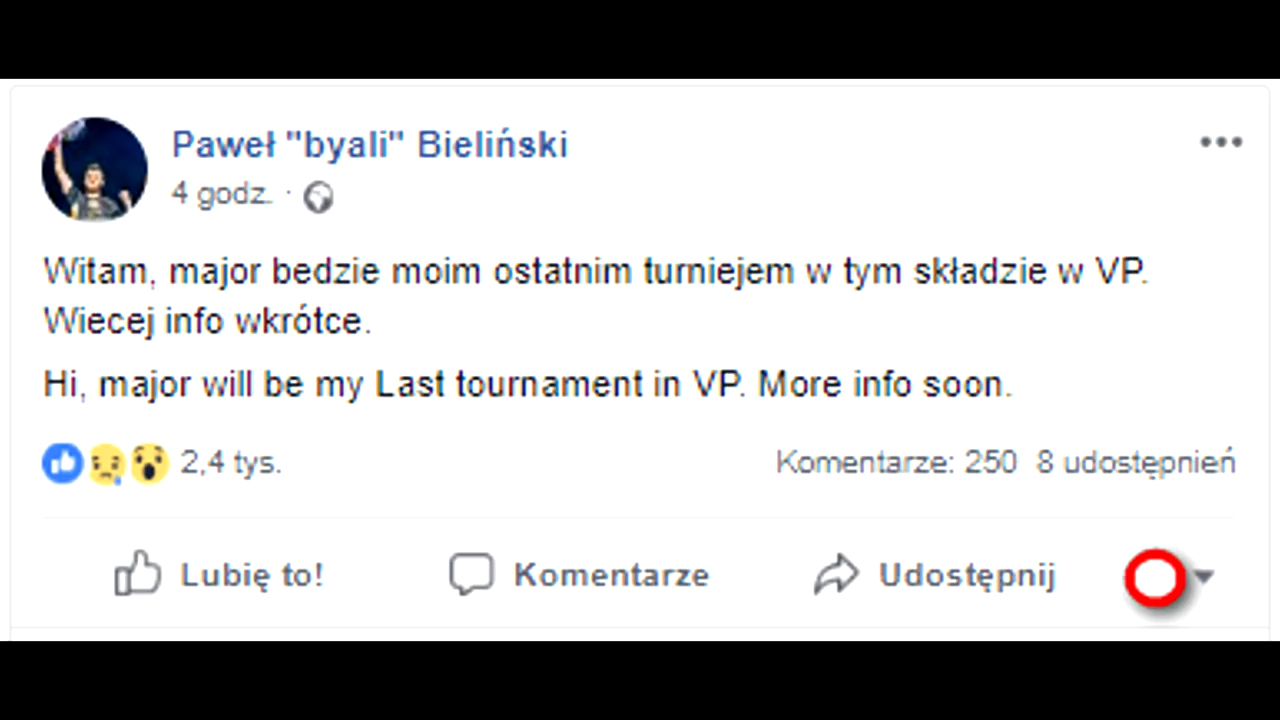 Paweł "byali" Bieliński
4 godz. ·
Witam, major bedzie moim ostatnim turniejem w tym składzie w VP.
Wiecej info wkrótce.
Hi, major will be my Last tournament in VP. More info soon.
2,4 tys. Komentarze: 250 8 udostępnień
Lubię to! Komentarze Udostępnij